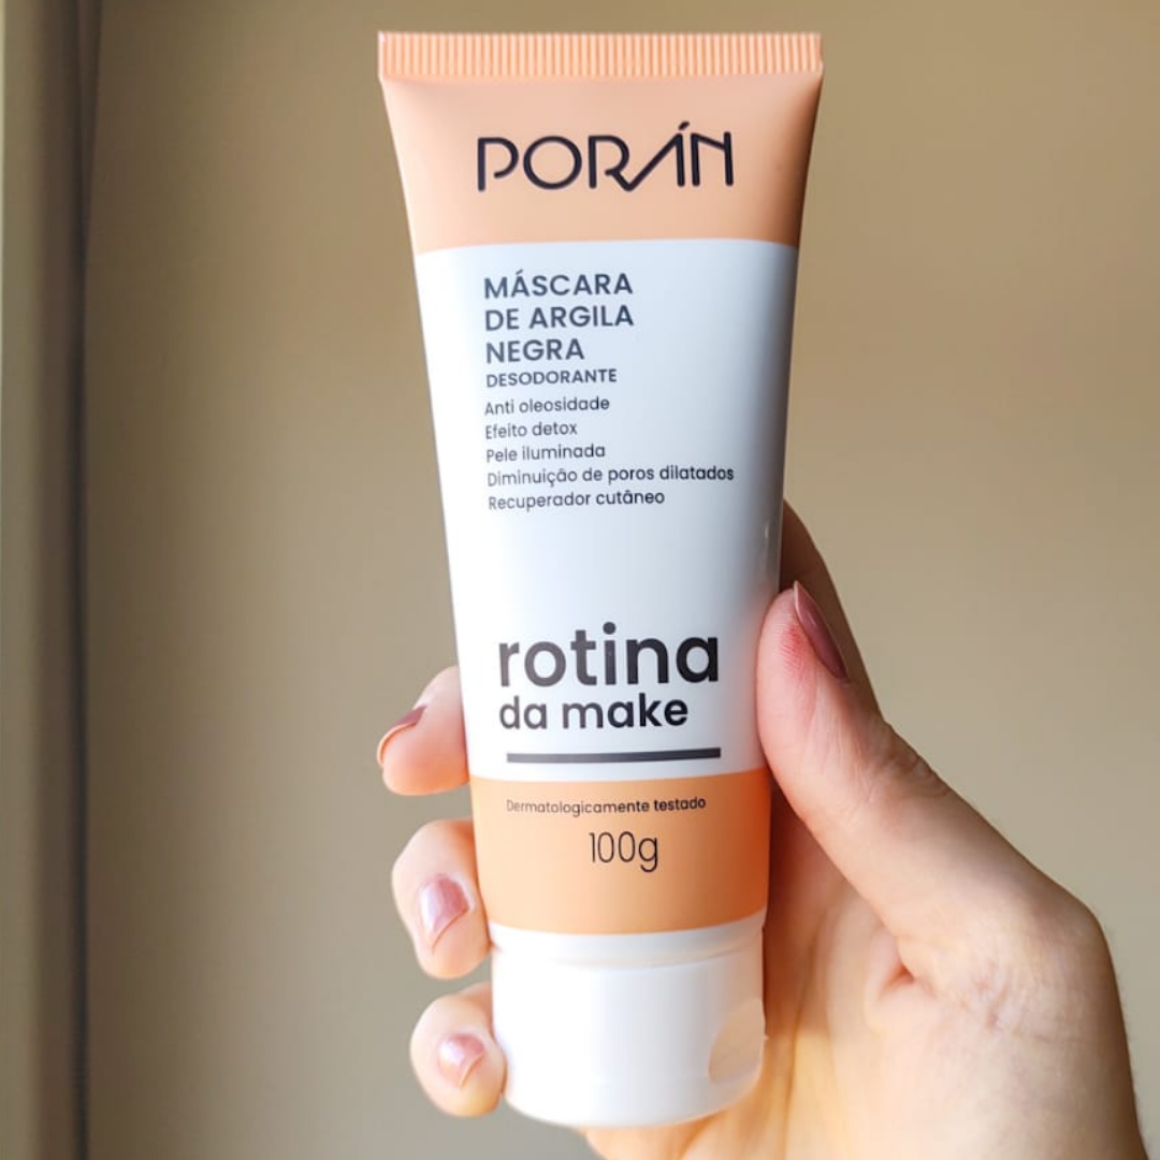 PORÁN
MÁSCARA
DE ARGILA
NEGRA
DESODORANTE
Anti oleosidade
Efeito detox
Pele iluminada
Diminuição de poros dilatados
Recuperador cutâneo
rotina
da make
Dermatologicamente testado
100g